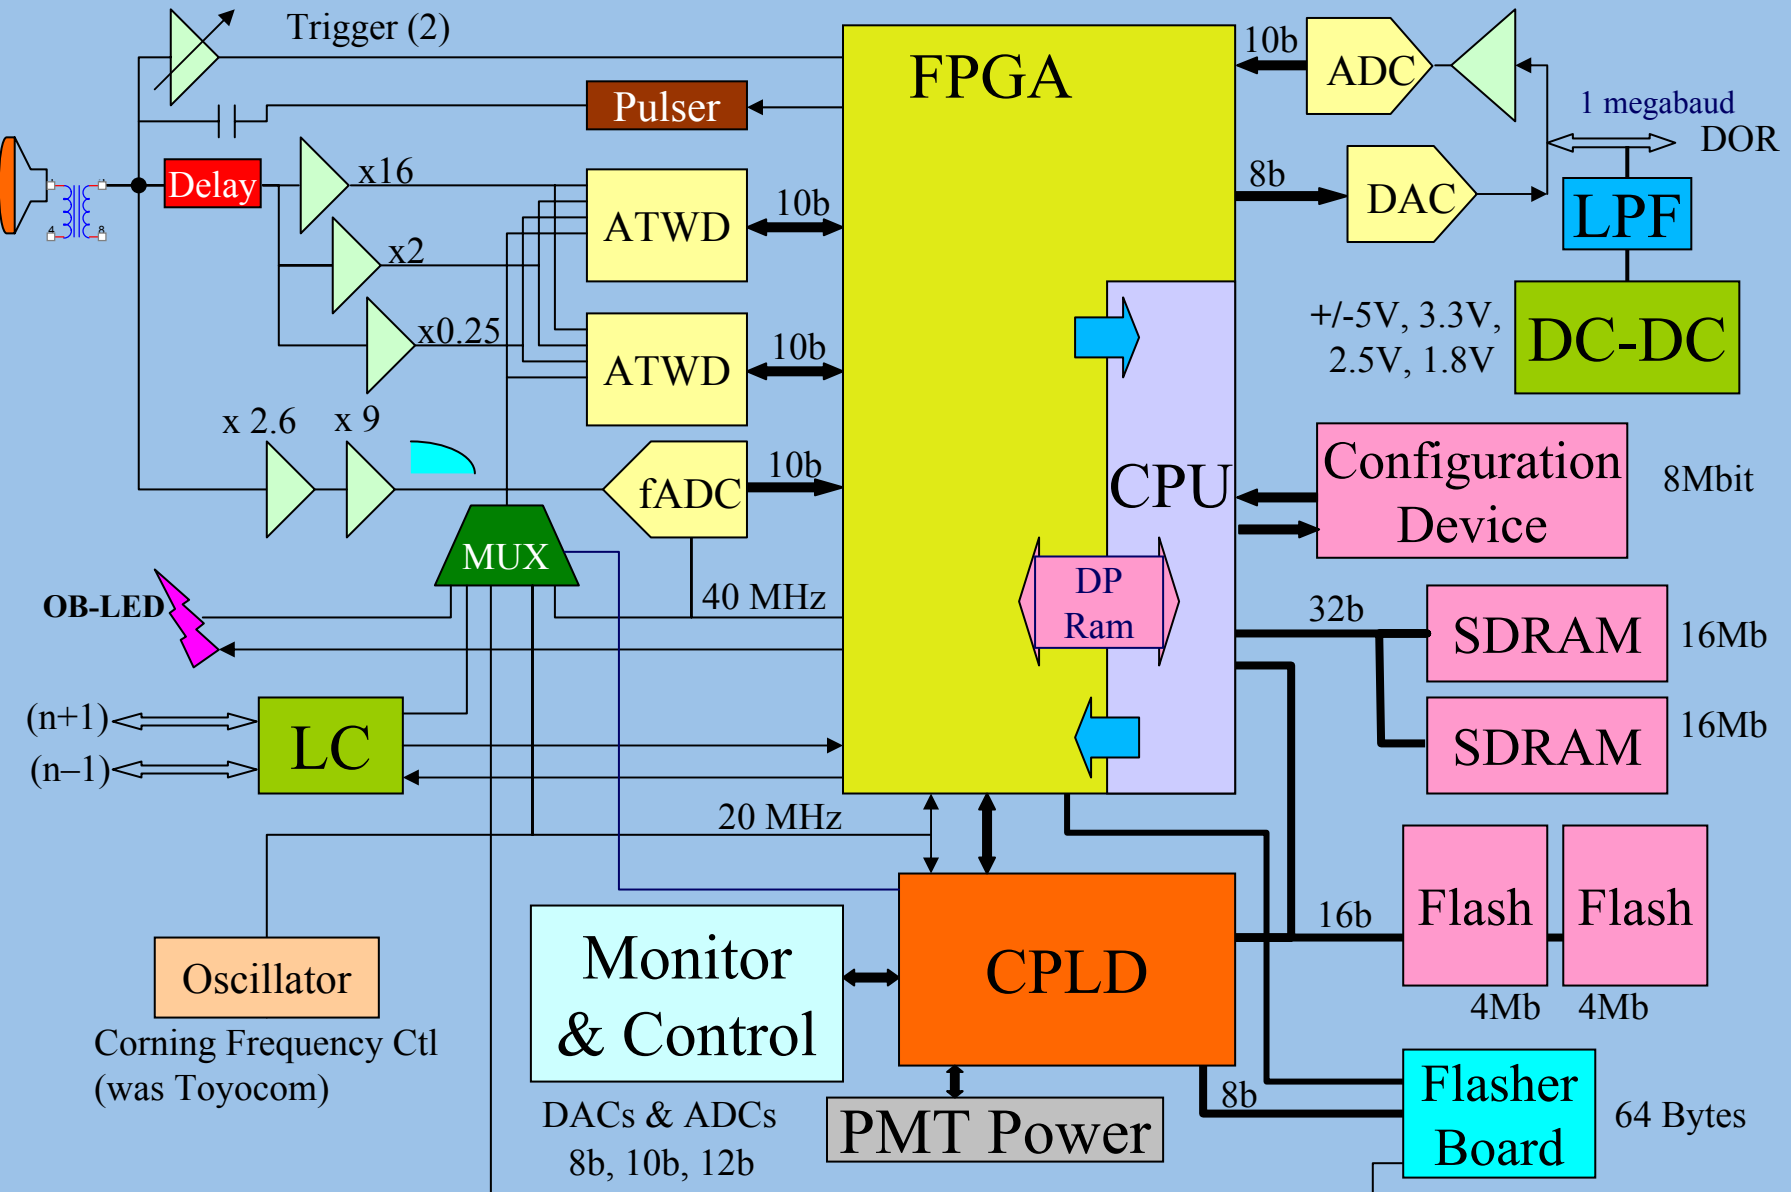 Trigger (2)
FPGA
10b
ADC
1 megabaud
DOR
Pulser
Delay
x16
ATWD
10b
8b
DAC
LPF
x2
x0.25
ATWD
10b
+/-5V, 3.3V,
2.5V, 1.8V
DC-DC
4
8
x 2.6
x 9
fADC
10b
CPU
Configuration
Device
8Mbit
MUX
OB-LED
40 MHz
DP
Ram
32b
SDRAM
16Mb
(n+1)
(n–1)
LC
SDRAM
16Mb
20 MHz
Oscillator
Corning Frequency Ctl
(was Toyocom)
Monitor
& Control
DACs & ADCs
8b, 10b, 12b
CPLD
16b
Flash
Flash
4Mb
4Mb
PMT Power
8b
Flasher
Board
64 Bytes